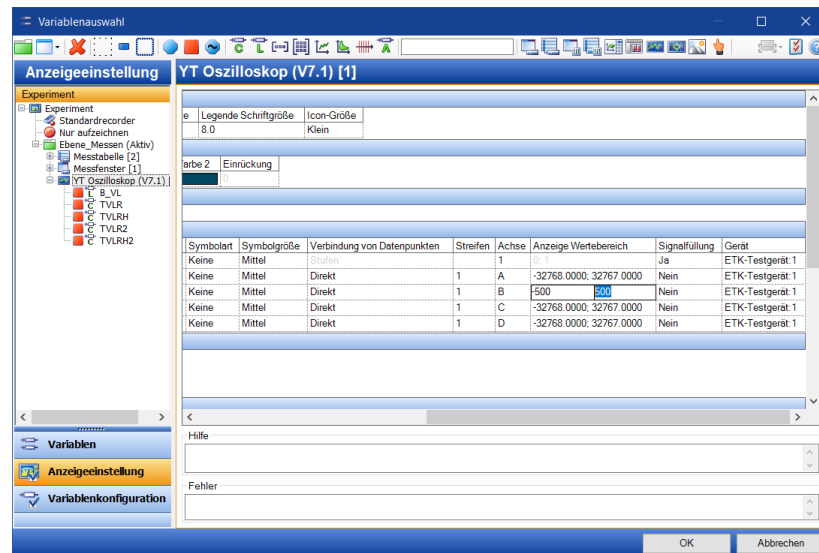 Variablenauswahl
Anzeigeeinstellung
YT Oszilloskop (V7.1) [1]
Experiment
Experiment
Standardrecorder
Nur aufzeichnen
Ebene_Messen (Aktiv)
Messtabelle [2]
Messfenster [1]
YT Oszilloskop (V7.1) [
B_VL
TVLR
TVLRH
TVLR2
TVLRH2
e Legende Schriftgröße Icon-Größe
8.0 Klein
arbe 2 Einrückung
0
Symbolart Symbolgröße Verbindung von Datenpunkten Streifen Achse Anzeige Wertebereich Signalfüllung Gerät
Keine Mittel Stufen 1 0; 1 Ja ETK-Testgerät:1
Keine Mittel Direkt 1 A -32768.0000; 32767.0000 Nein ETK-Testgerät:1
Keine Mittel Direkt 1 B -500 500 Nein ETK-Testgerät:1
Keine Mittel Direkt 1 C -32768.0000; 32767.0000 Nein ETK-Testgerät:1
Keine Mittel Direkt 1 D -32768.0000; 32767.0000 Nein ETK-Testgerät:1
Variablen
Anzeigeeinstellung
Variablenkonfiguration
Hilfe
Fehler
OK Abbrechen